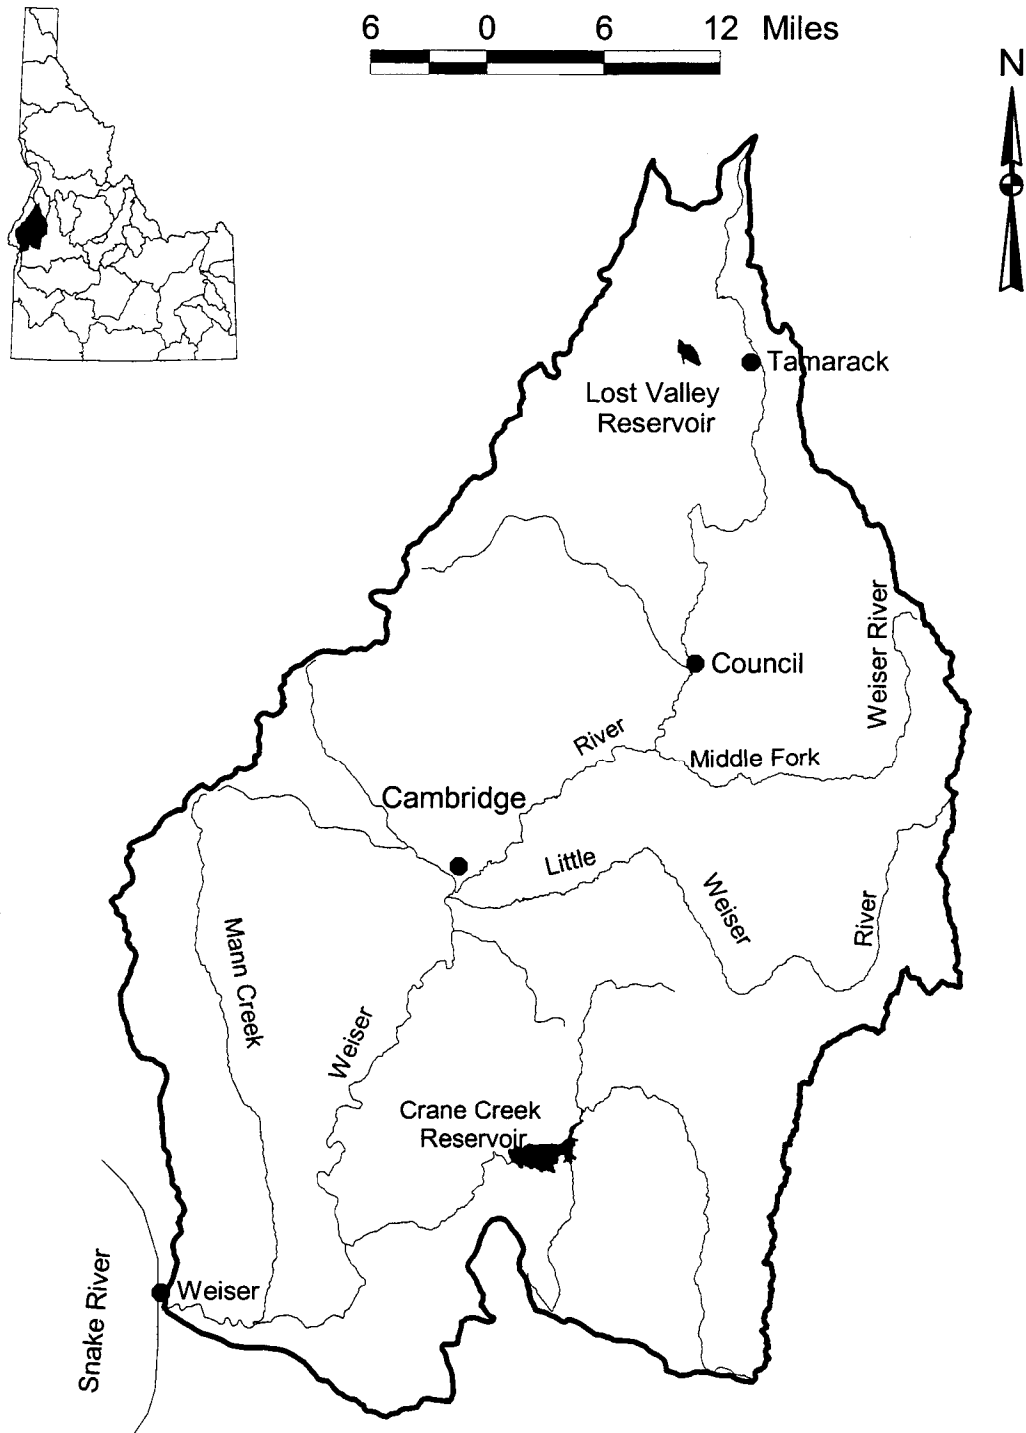 6 0 6 12 Miles
N
Tamarack
Lost Valley
Reservoir
Council
Weiser River
River
Middle Fork
Cambridge
Little
Weiser
River
Mann Creek
Weiser
Crane Creek
Reservoir
Weiser
Snake River